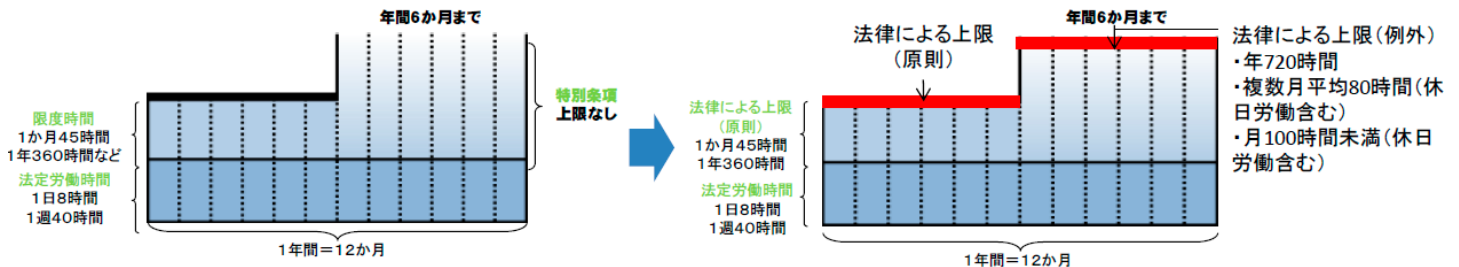 年間6か月まで
限度時間
1か月45時間
1年360時間など
法定労働時間
1日8時間
1週40時間
特別条項
上限なし
1年間＝12か月
年間6か月まで
法律による上限
（原則）
法律による上限
（原則）
1か月45時間
1年360時間
法定労働時間
1日8時間
1週40時間
1年間＝12か月
法律による上限（例外）
・年720時間
・複数月平均80時間（休
日労働含む）
・月100時間未満（休日
労働含む）